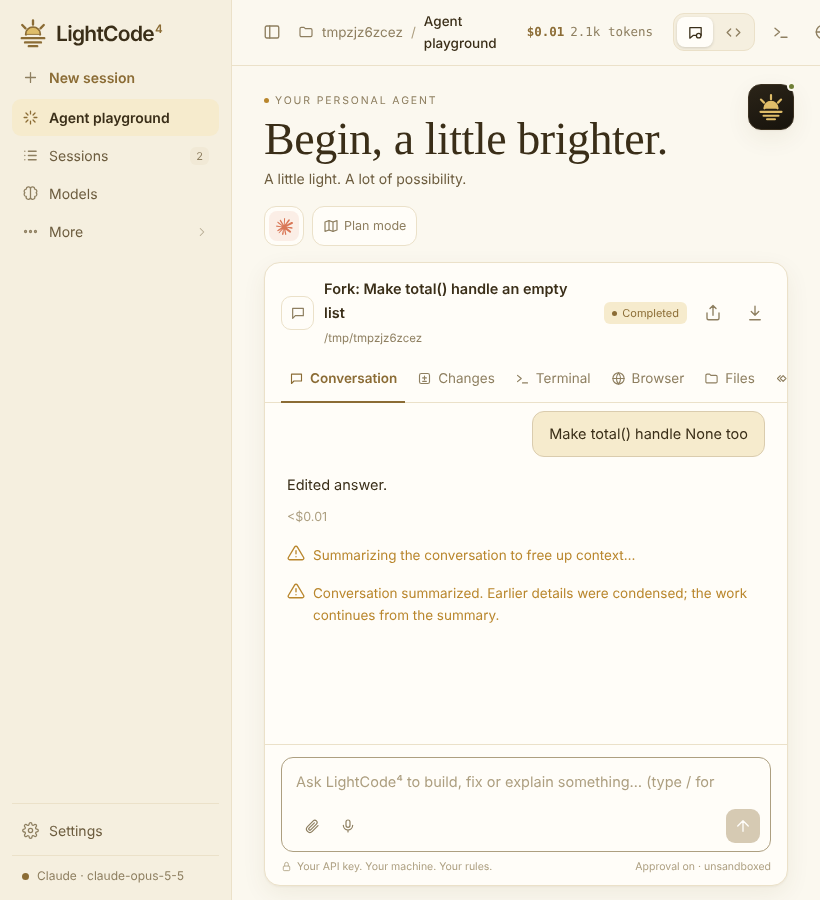 LightCode⁴
New session
Agent playground
Sessions 2
Models
More
Settings
Claude · claude-opus-5-5
tmpzjz6zcez / Agent playground
$0.01 2.1k tokens
YOUR PERSONAL AGENT
Begin, a little brighter.
A little light. A lot of possibility.
Plan mode
Fork: Make total() handle an empty
list
/tmp/tmpzjz6zcez
Completed
Conversation Changes Terminal Browser Files
Make total() handle None too
Edited answer.
<$0.01
Summarizing the conversation to free up context...
Conversation summarized. Earlier details were condensed; the work
continues from the summary.
Ask LightCode⁴ to build, fix or explain something... (type / for
Your API key. Your machine. Your rules.
Approval on · unsandboxed